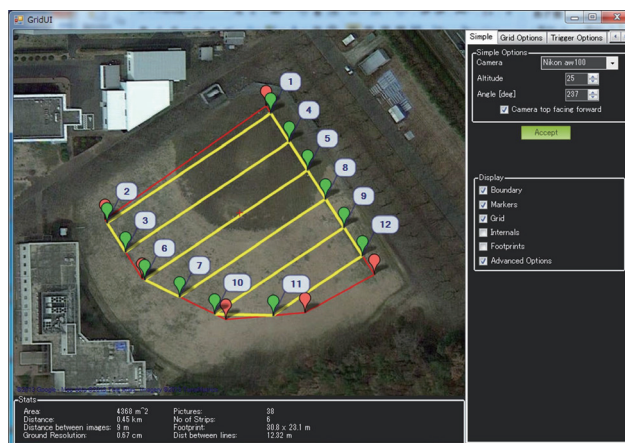 GridUI
Simple
Grid Options
Trigger Options
Simple Options
Camera
Nikon aw100
Altitude
25
Angle [deg]
237
Camera top facing forward
Accept
Display
Boundary
Markers
Grid
Internals
Footprints
Advanced Options
1
4
5
8
9
12
2
3
6
7
10
11
Stats
Area: 4368 m^2
Distance: 0.45 km
Distance between images: 9 m
Ground Resolution: 0.67 cm
Pictures: 38
No of Strips: 6
Footprint: 30.8 x 23.1 m
Dist between lines: 12.32 m